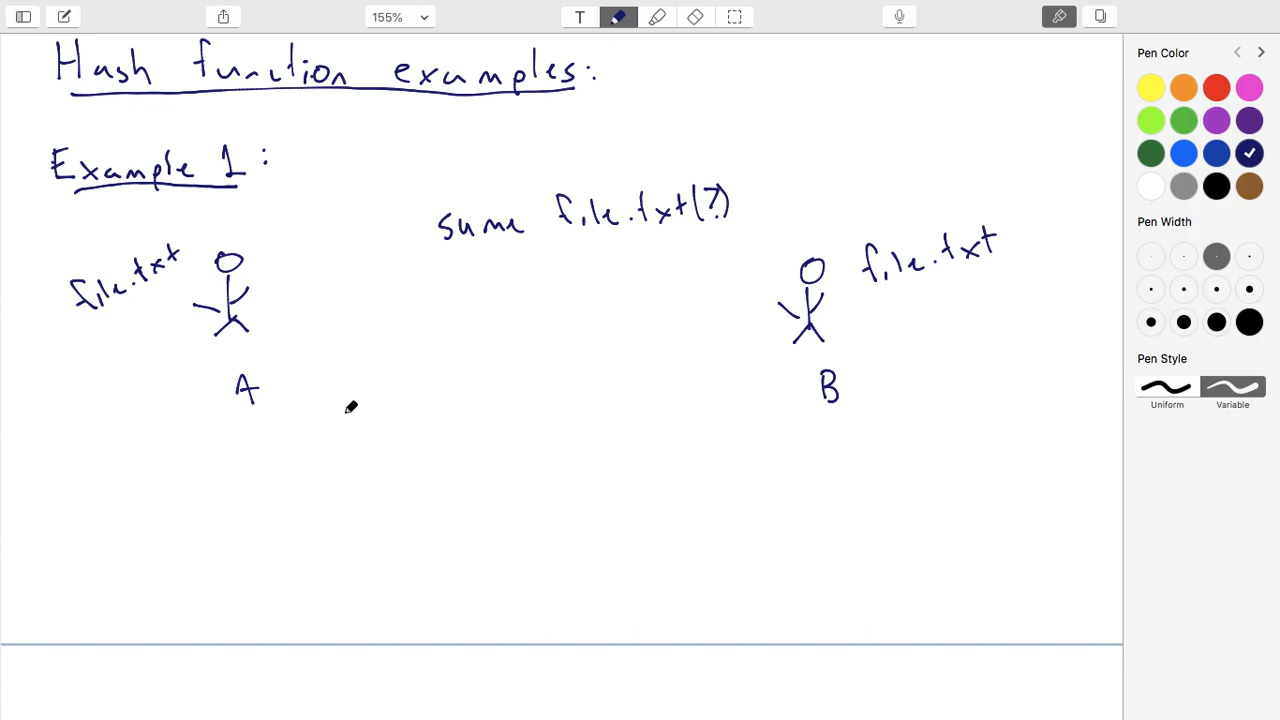 155%
T
Hash function examples:
Example 1:
same file.txt(?)
file.txt
file.txt
A
B
Pen Color
Pen Width
Pen Style
Uniform
Variable